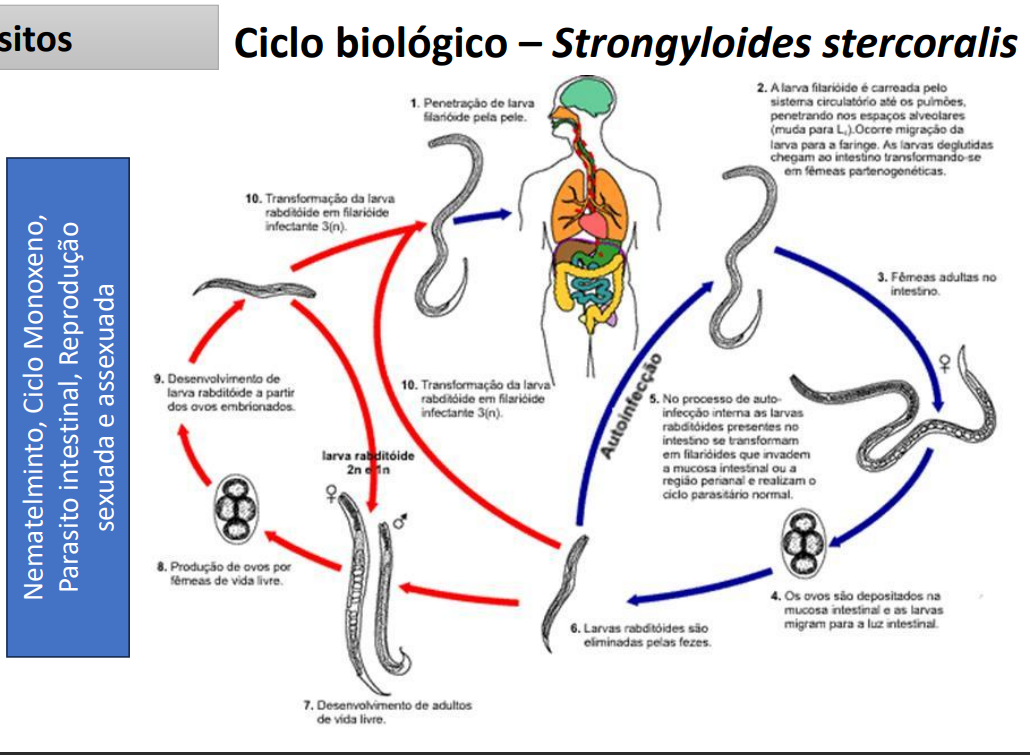 sitos
Ciclo biológico – Strongyloides stercoralis
Nematelminto, Ciclo Monoxeno,
Parasito intestinal, Reprodução
sexuada e assexuada
1. Penetração de larva
filarióide pela pele.
2. A larva filarióide é carreada pelo
sistema circulatório até os pulmões,
penetrando nos espaços alveolares
(muda para L₄).Ocorre migração da
larva para a faringe. As larvas deglutidas
chegam ao intestino transformando-se
em fêmeas partenogenéticas.
10. Transformação da larva
rabditóide em filarióide
infectante 3(n).
3. Fêmeas adultas no
intestino.
♀
9. Desenvolvimento de
larva rabditóide a partir
dos ovos embrionados.
10. Transformação da larva
rabditóide em filarióide
infectante 3(n).
Autoinfecção
5. No processo de auto-
infecção interna as larvas
rabditóides presentes no
intestino se transformam
em filarióides que invadem
a mucosa intestinal ou a
região perianal e realizam o
ciclo parasitário normal.
larva rabditóide
2n e 1n
♀
♂
8. Produção de ovos por
fêmeas de vida livre.
4. Os ovos são depositados na
mucosa intestinal e as larvas
migram para a luz intestinal.
6. Larvas rabditóides são
eliminadas pelas fezes.
7. Desenvolvimento de adultos
de vida livre.